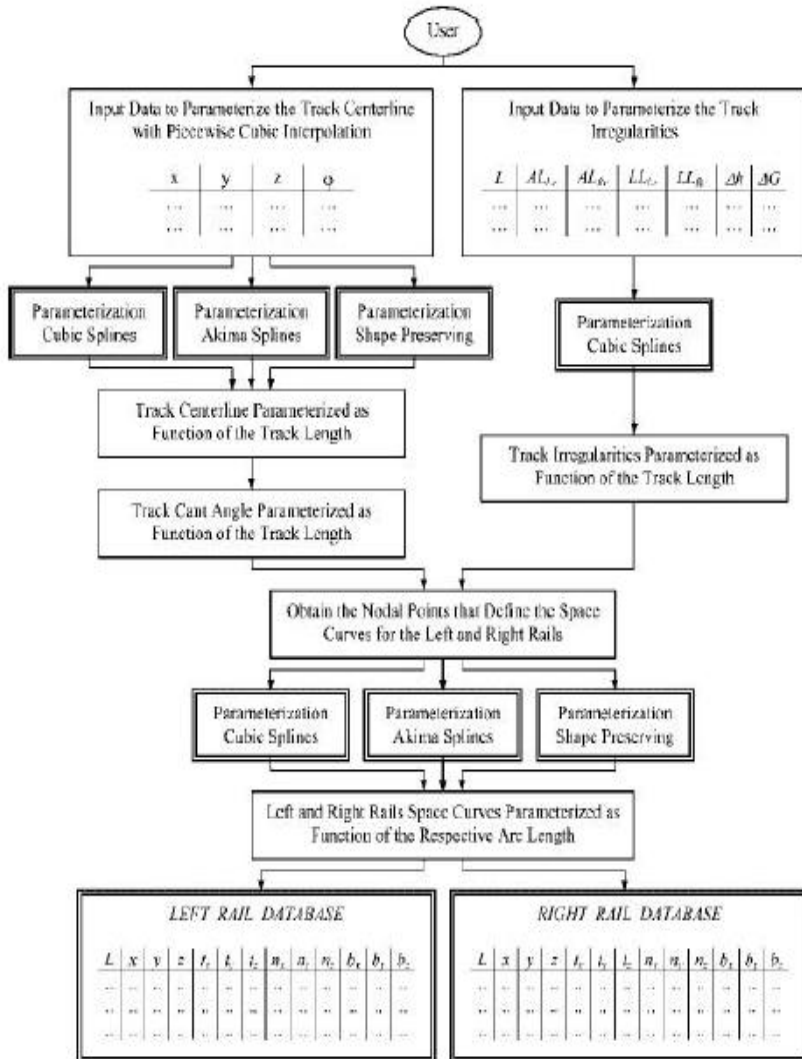 User
Input Data to Parameterize the Track Centerline
with Piecewise Cubic Interpolation
x y z φ
... ... ... ...
... ... ... ...
Input Data to Parameterize the Track
Irregularities
L AL LL Δh ΔG
... ... ... ... ... ... ...
... ... ... ... ... ... ...
Parameterization
Cubic Splines
Parameterization
Akima Splines
Parameterization
Shape Preserving
Parameterization
Cubic Splines
Track Centerline Parameterized as
Function of the Track Length
Track Irregularities Parameterized as
Function of the Track Length
Track Cant Angle Parameterized as
Function of the Track Length
Obtain the Nodal Points that Define the Space
Curves for the Left and Right Rails
Parameterization
Cubic Splines
Parameterization
Akima Splines
Parameterization
Shape Preserving
Left and Right Rails Space Curves Parameterized as
Function of the Respective Arc Length
LEFT RAIL DATABASE
L x y z
RIGHT RAIL DATABASE
L x y z